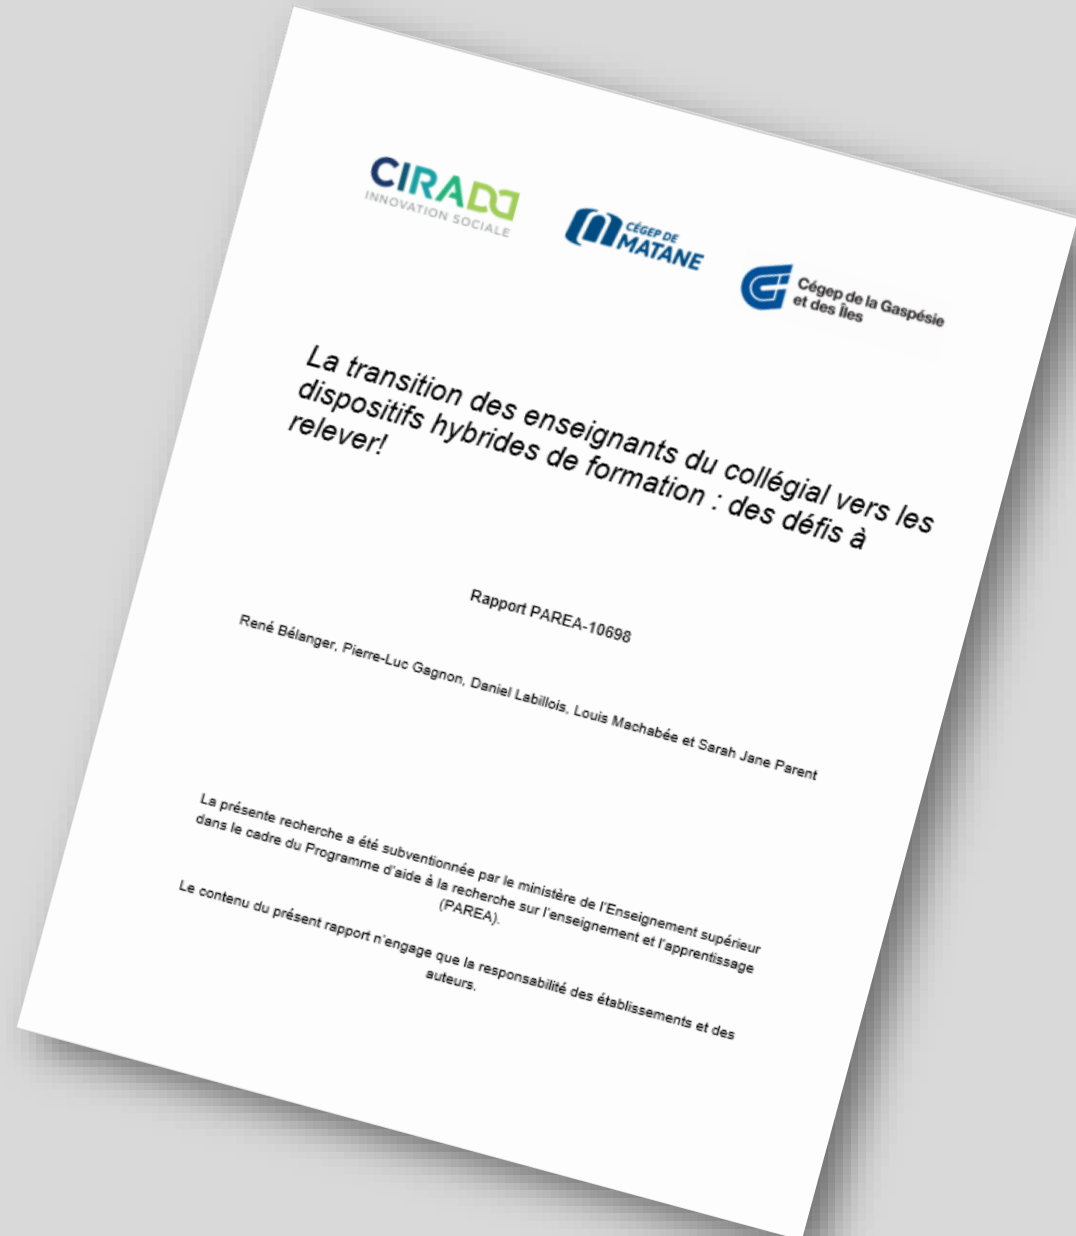 CIRADD
INNOVATION SOCIALE
CÉGEP DE
MATANE
Cégep de la Gaspésie
et des Îles
La transition des enseignants du collégial vers les
dispositifs hybrides de formation : des défis à
relever!
Rapport PAREA-10698
René Bélanger, Pierre-Luc Gagnon, Daniel Labillois, Louis Machabée et Sarah Jane Parent
La présente recherche a été subventionnée par le ministère de l'Enseignement supérieur
dans le cadre du Programme d'aide à la recherche sur l'enseignement et l'apprentissage
(PAREA).
Le contenu du présent rapport n'engage que la responsabilité des établissements et des
auteurs.